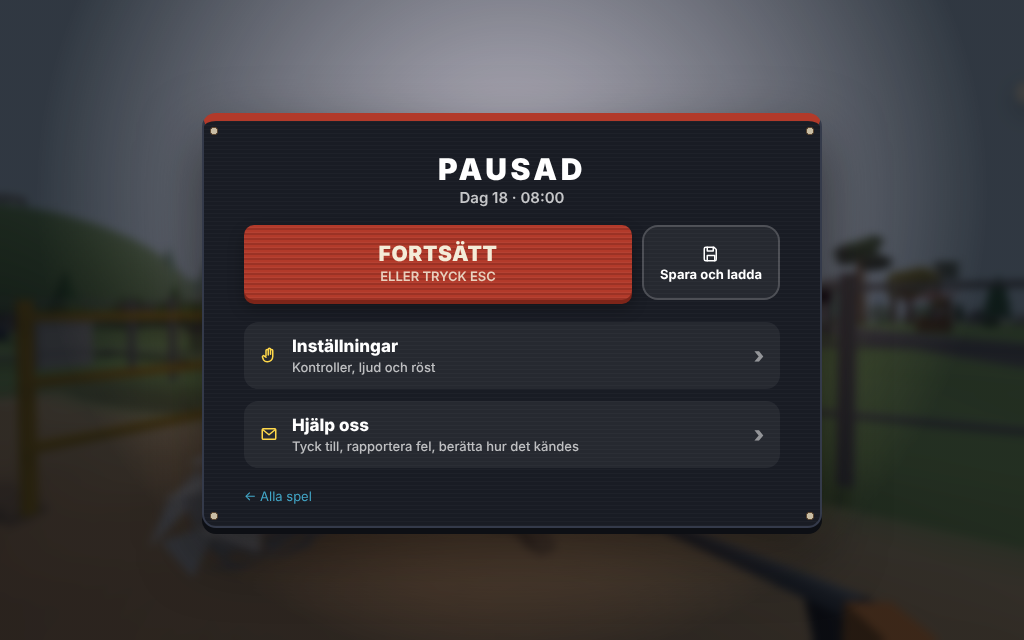 PAUSAD
Dag 18 · 08:00
FORTSÄTT
ELLER TRYCK ESC
Spara och ladda
Inställningar
Kontroller, ljud och röst
Hjälp oss
Tyck till, rapportera fel, berätta hur det kändes
← Alla spel